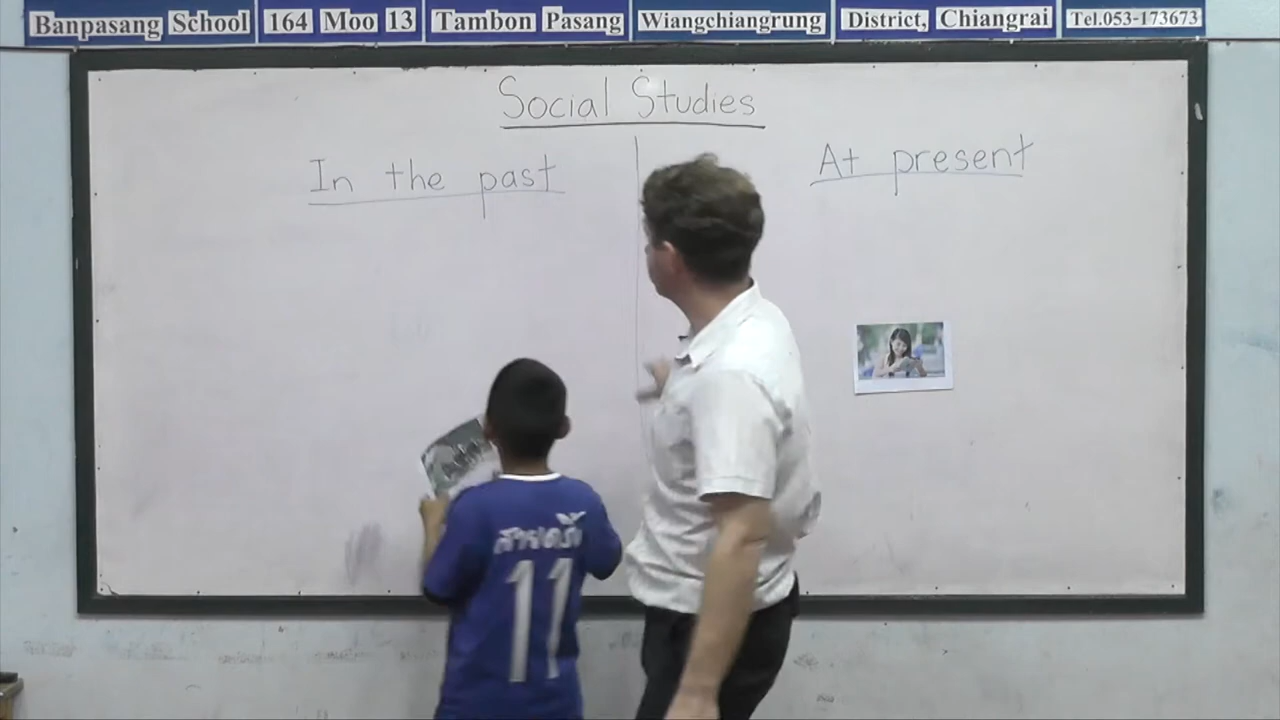 Banpasang School 164 Moo 13 Tambon Pasang Wiangchiangrung District, Chiangrai Tel.053-173673
Social Studies
In the past
At present
11